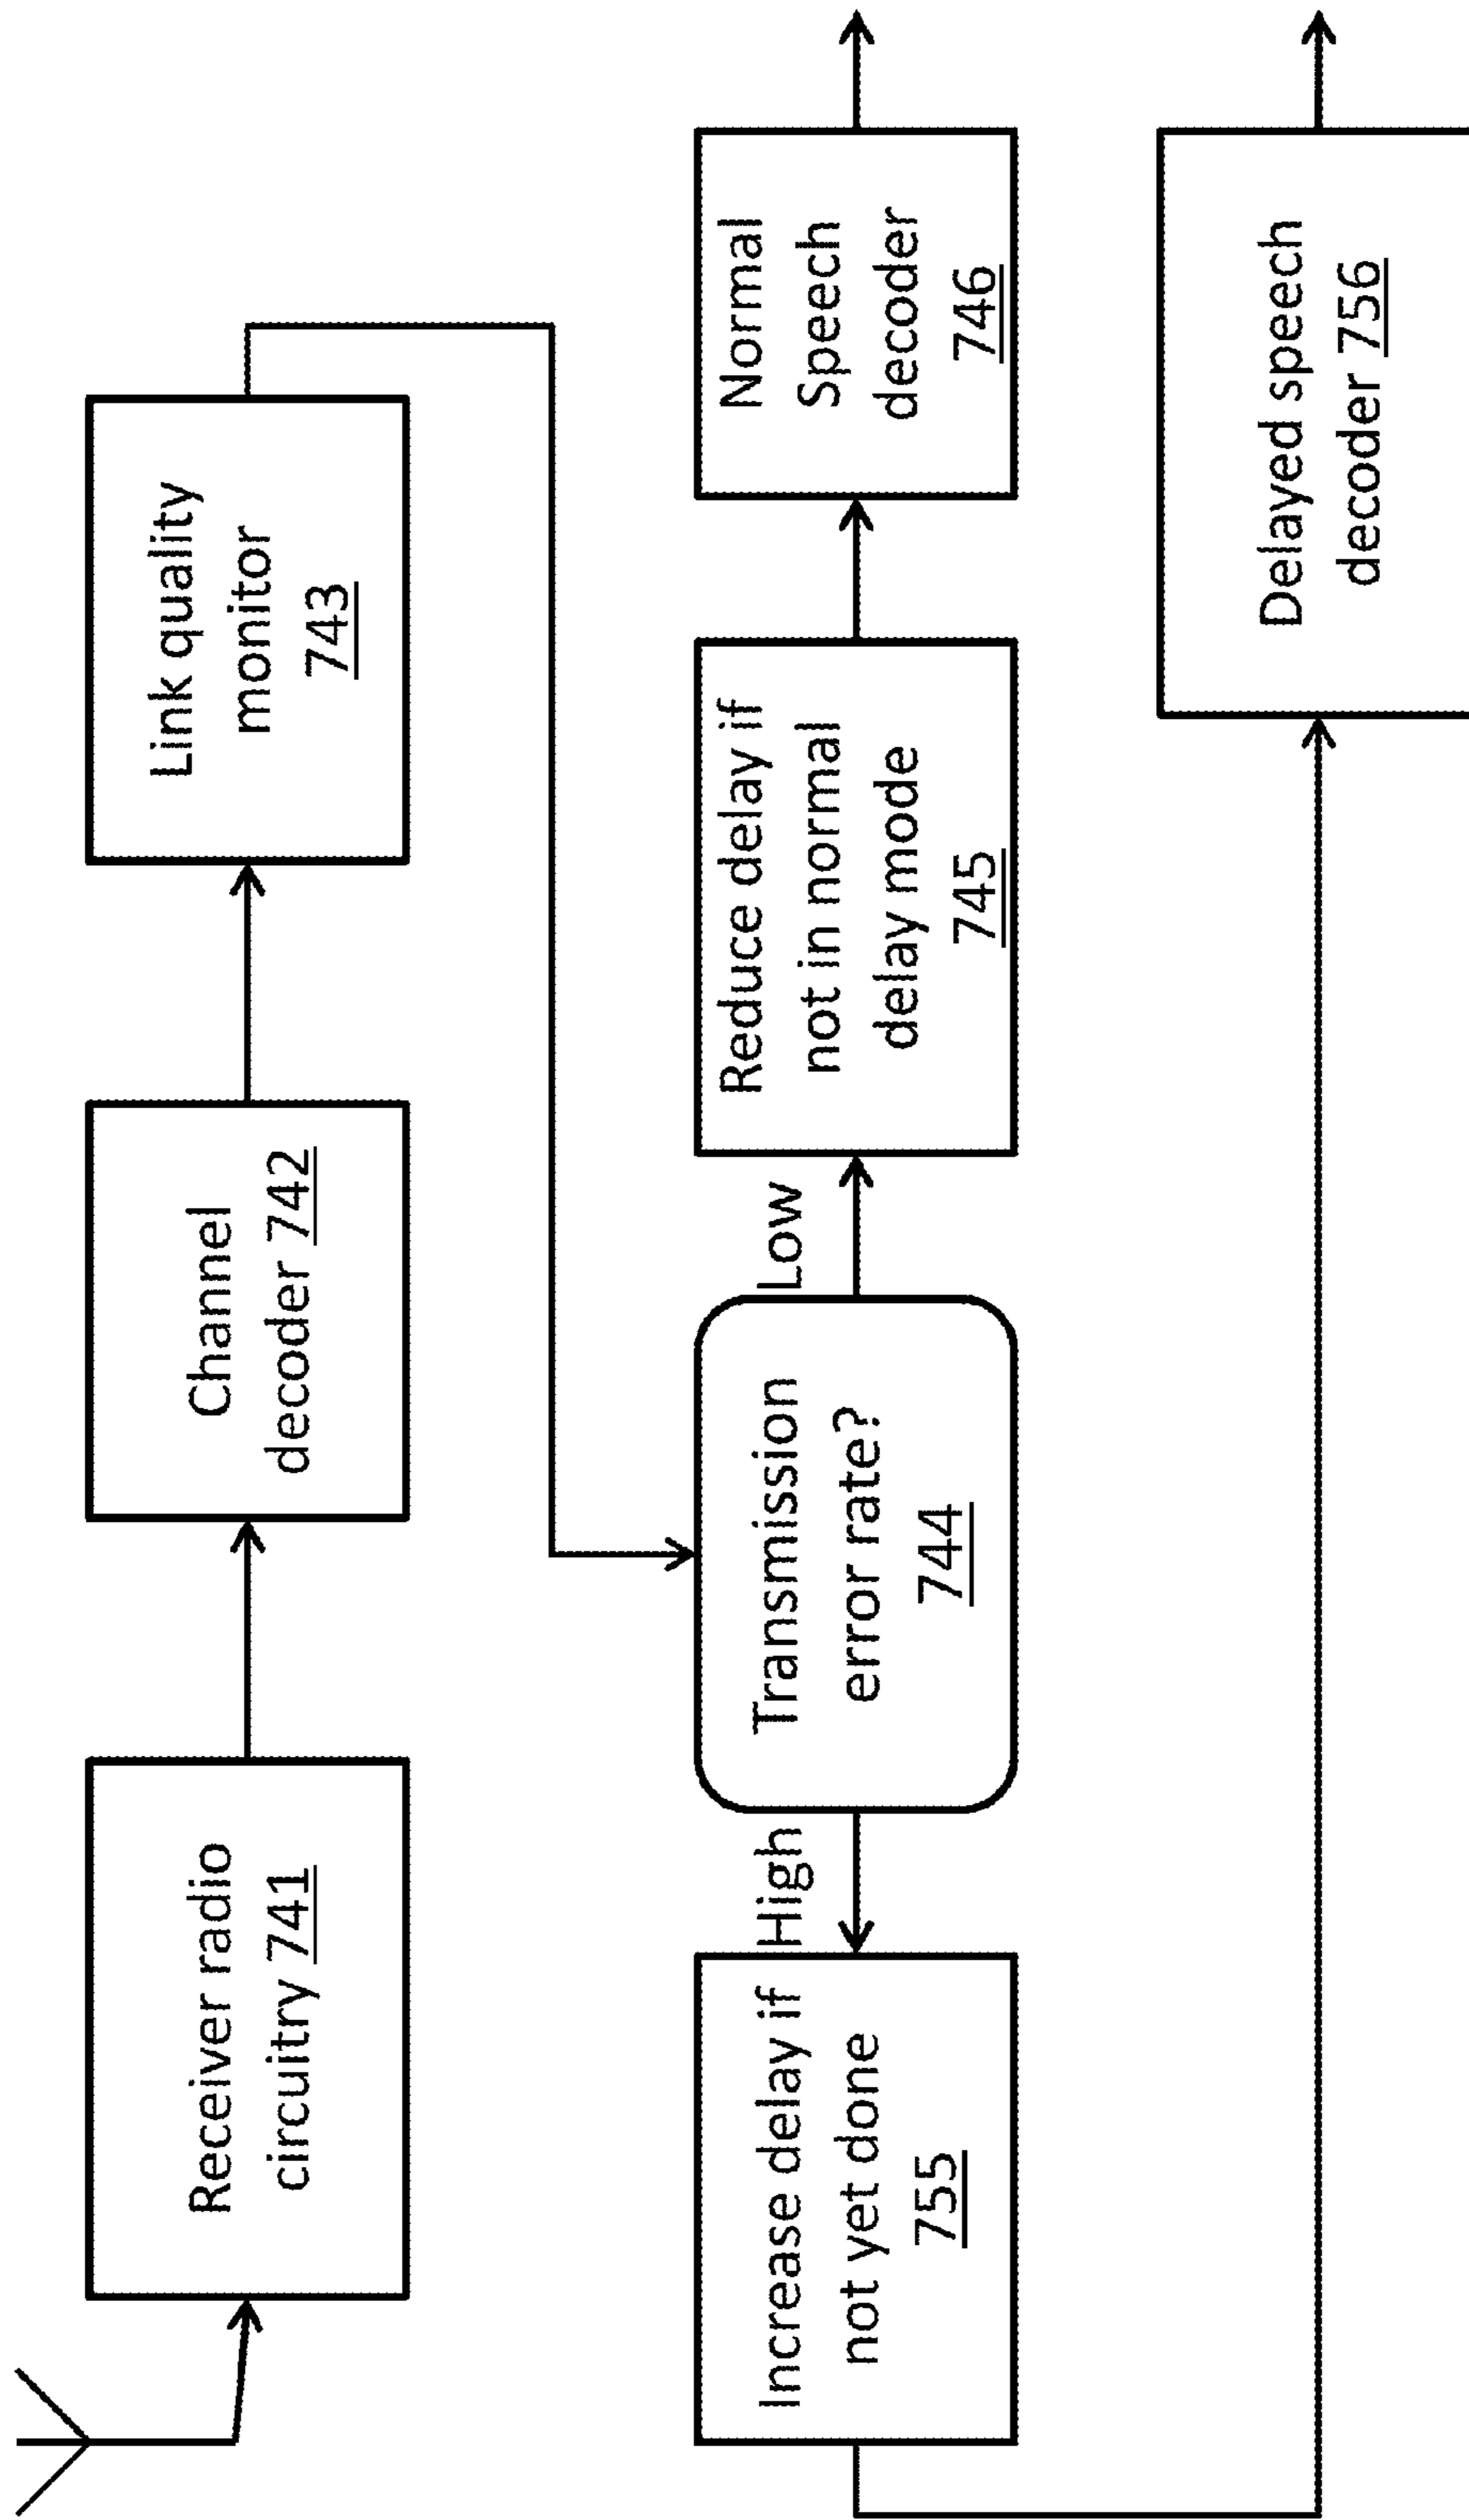 Receiver radio
circuitry 741
Channel
decoder 742
Link quality
monitor
743
Increase delay if
not yet done
755
High
Transmission
error rate?
744
Low
Reduce delay if
not in normal
delay mode
745
Normal
Speech
decoder
746
Delayed speech
decoder 756